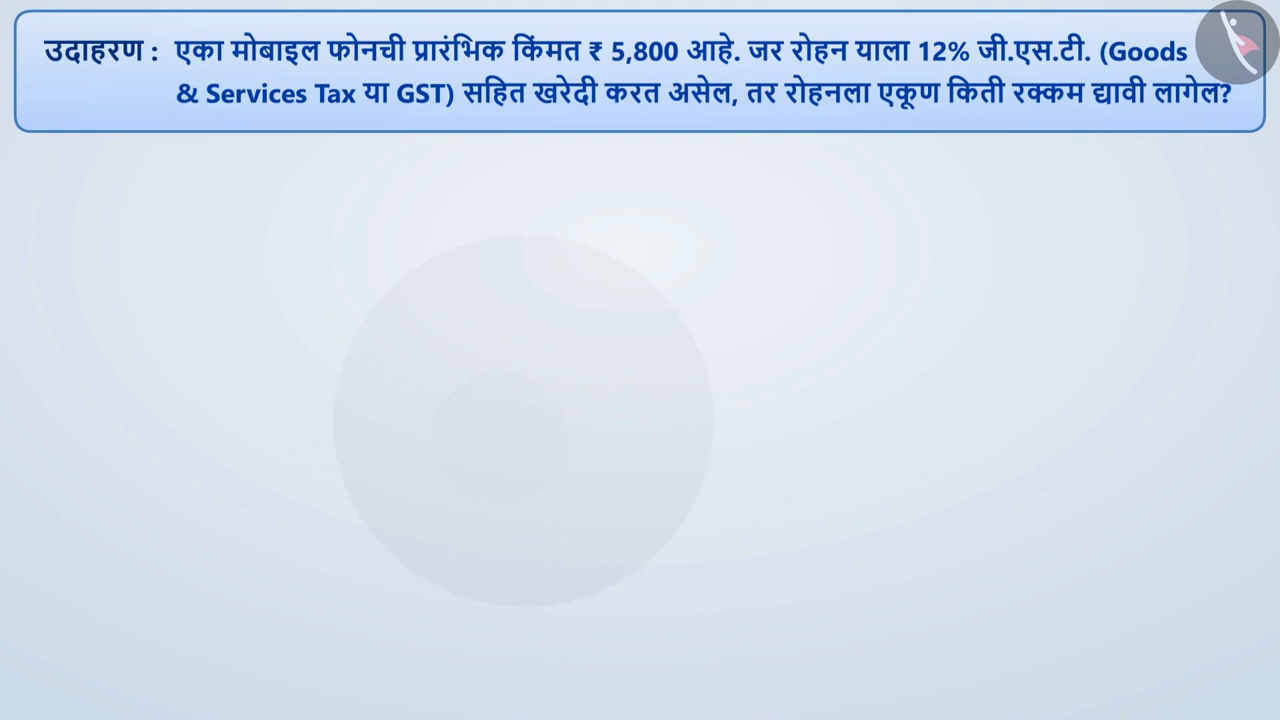 उदाहरण : एका मोबाइल फोनची प्रारंभिक किंमत ₹ 5,800 आहे. जर रोहन याला 12% जी.एस.टी. (Goods
& Services Tax या GST) सहित खरेदी करत असेल, तर रोहनला एकूण किती रक्कम द्यावी लागेल?